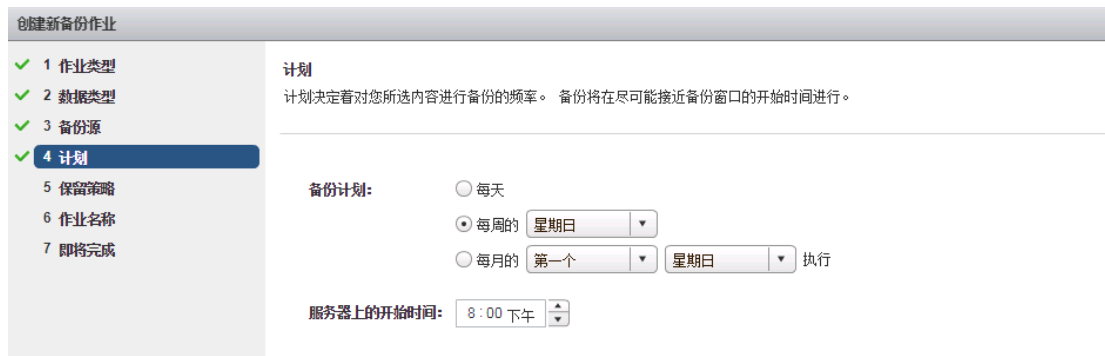 创建新备份作业
1 作业类型
2 数据类型
3 备份源
4 计划
5 保留策略
6 作业名称
7 即将完成
计划
计划决定着对您所选内容进行备份的频率。 备份将在尽可能接近备份窗口的开始时间进行。
备份计划: 每天
每周的 星期日
每月的 第一个 星期日 执行
服务器上的开始时间: 8:00 下午